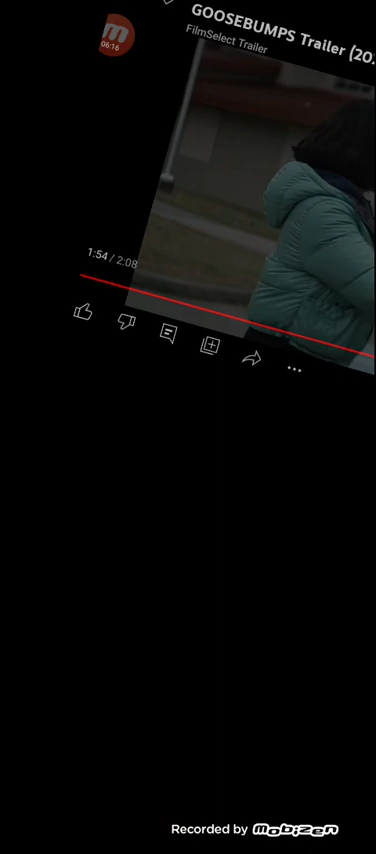 GOOSEBUMPS Trailer (20
FilmSelect Trailer
m
06:16
1:54 / 2:08
Recorded by Mobizen